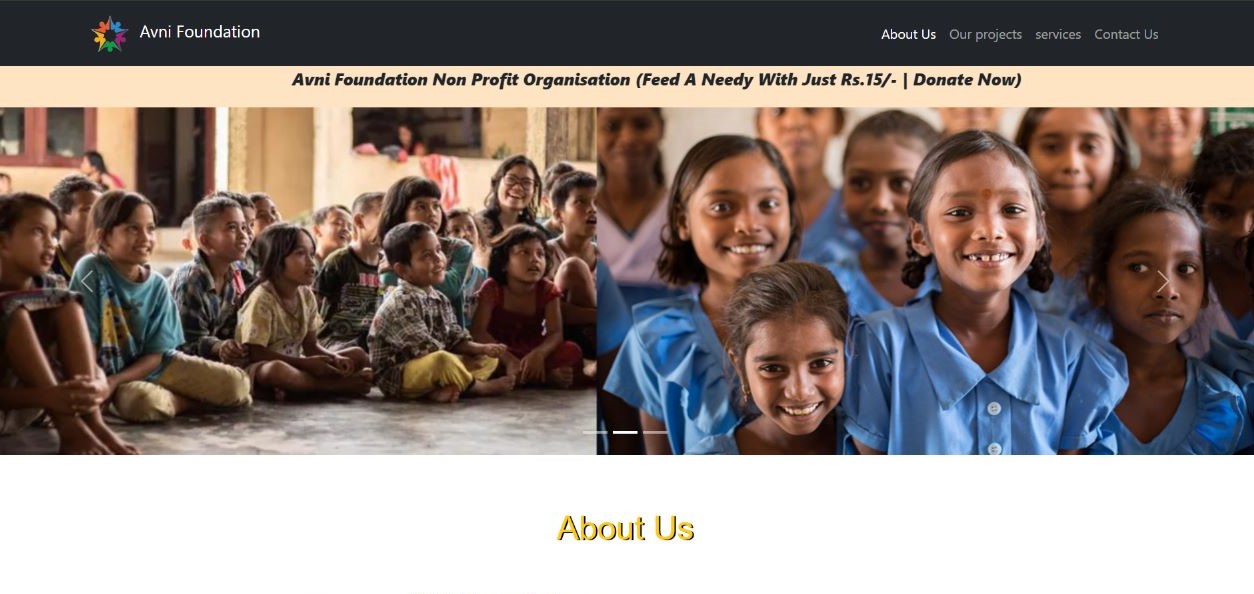 Avni Foundation
About Us Our projects services Contact Us
Avni Foundation Non Profit Organisation (Feed A Needy With Just Rs.15/- | Donate Now)
About Us